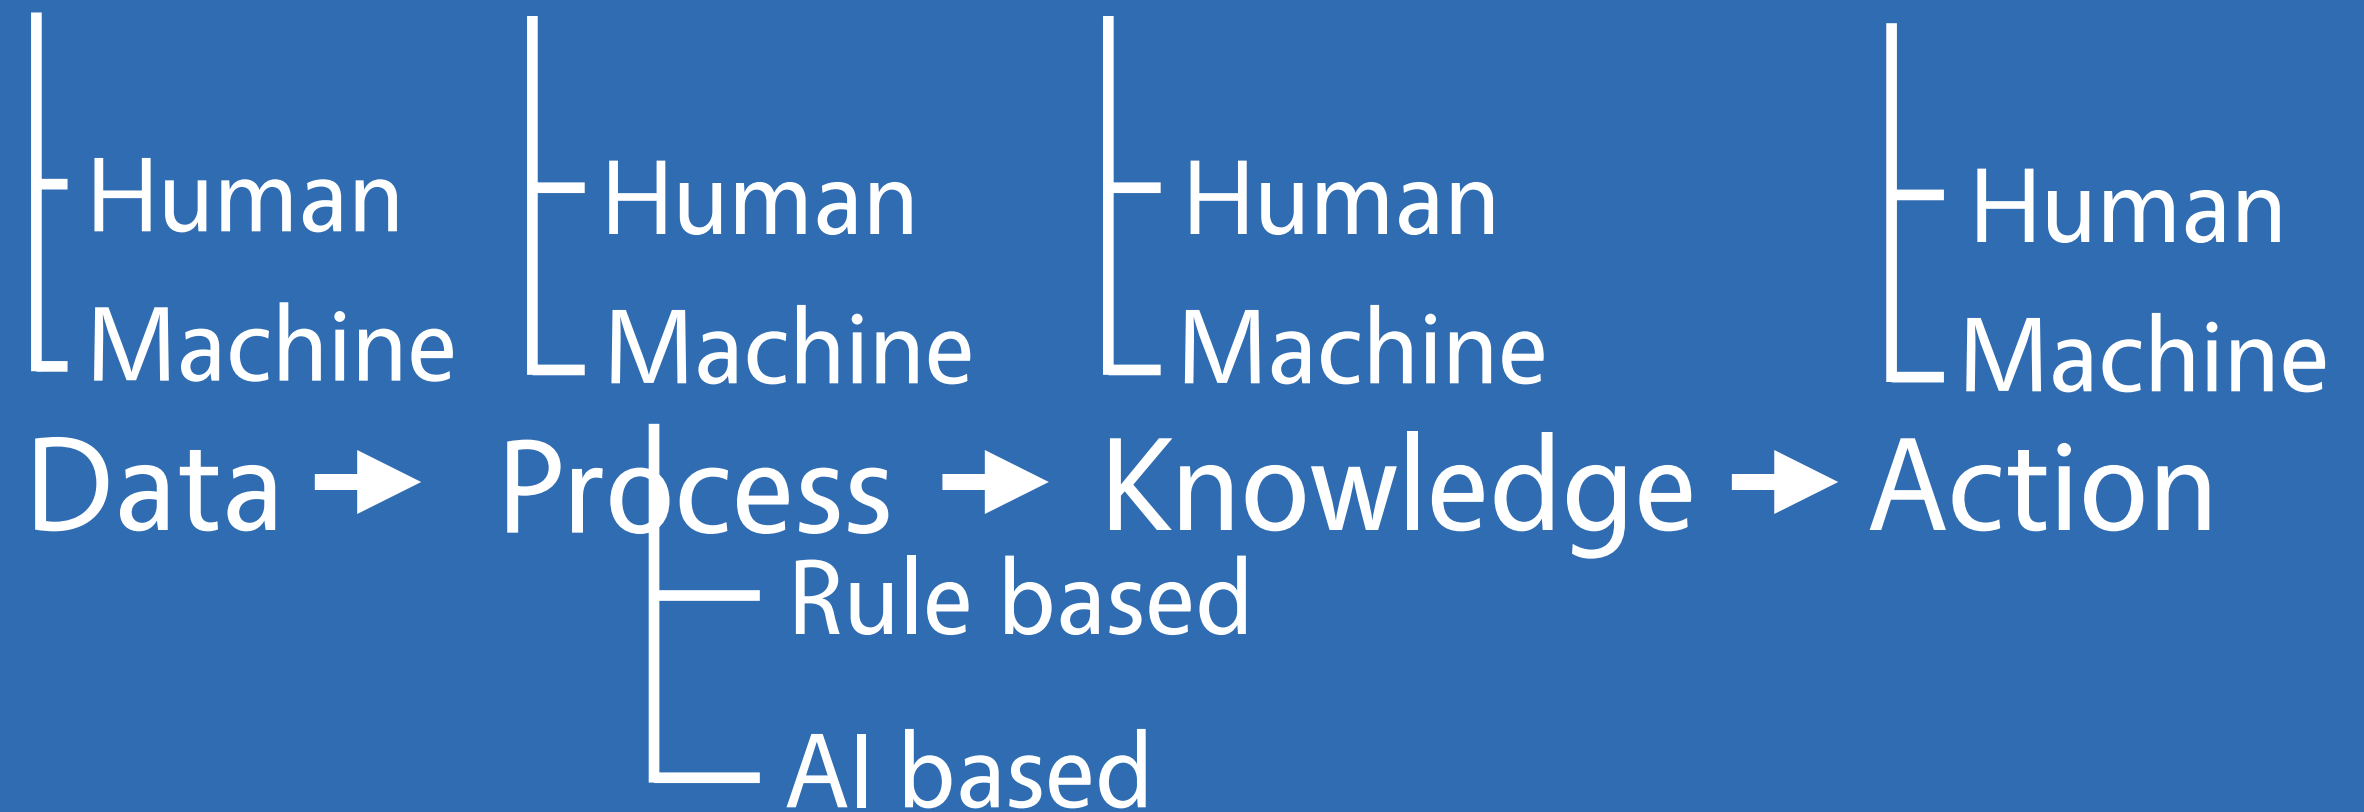 Human Human Human Human
Machine Machine Machine Machine
Data Process Knowledge Action
Rule based
AI based